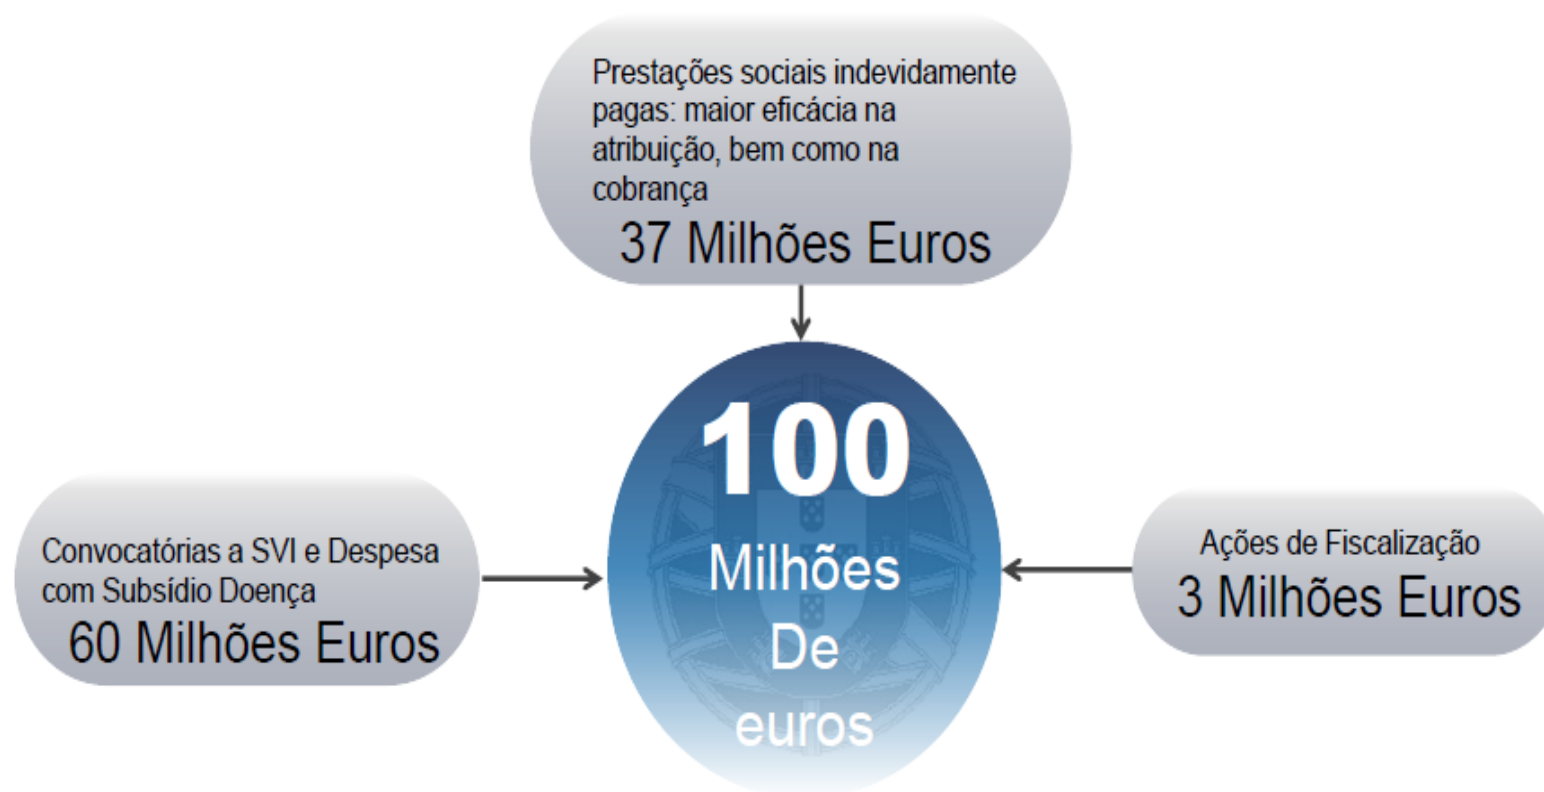 Prestações sociais indevidamente
pagas: maior eficácia na
atribuição, bem como na
cobrança
37 Milhões Euros
100
Milhões
De
euros
Convocatórias a SVI e Despesa
com Subsídio Doença
60 Milhões Euros
Ações de Fiscalização
3 Milhões Euros